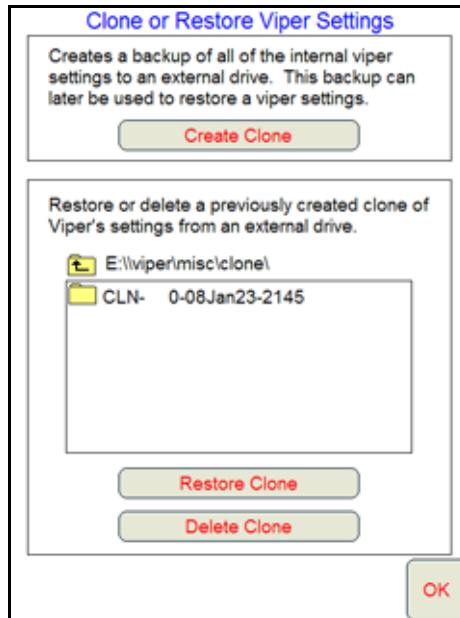 Clone or Restore Viper Settings
Creates a backup of all of the internal viper
settings to an external drive. This backup can
later be used to restore a viper settings.
Create Clone
Restore or delete a previously created clone of
Viper's settings from an external drive.
E:\\viper\misc\clone\
CLN- 0-08Jan23-2145
Restore Clone
Delete Clone
OK